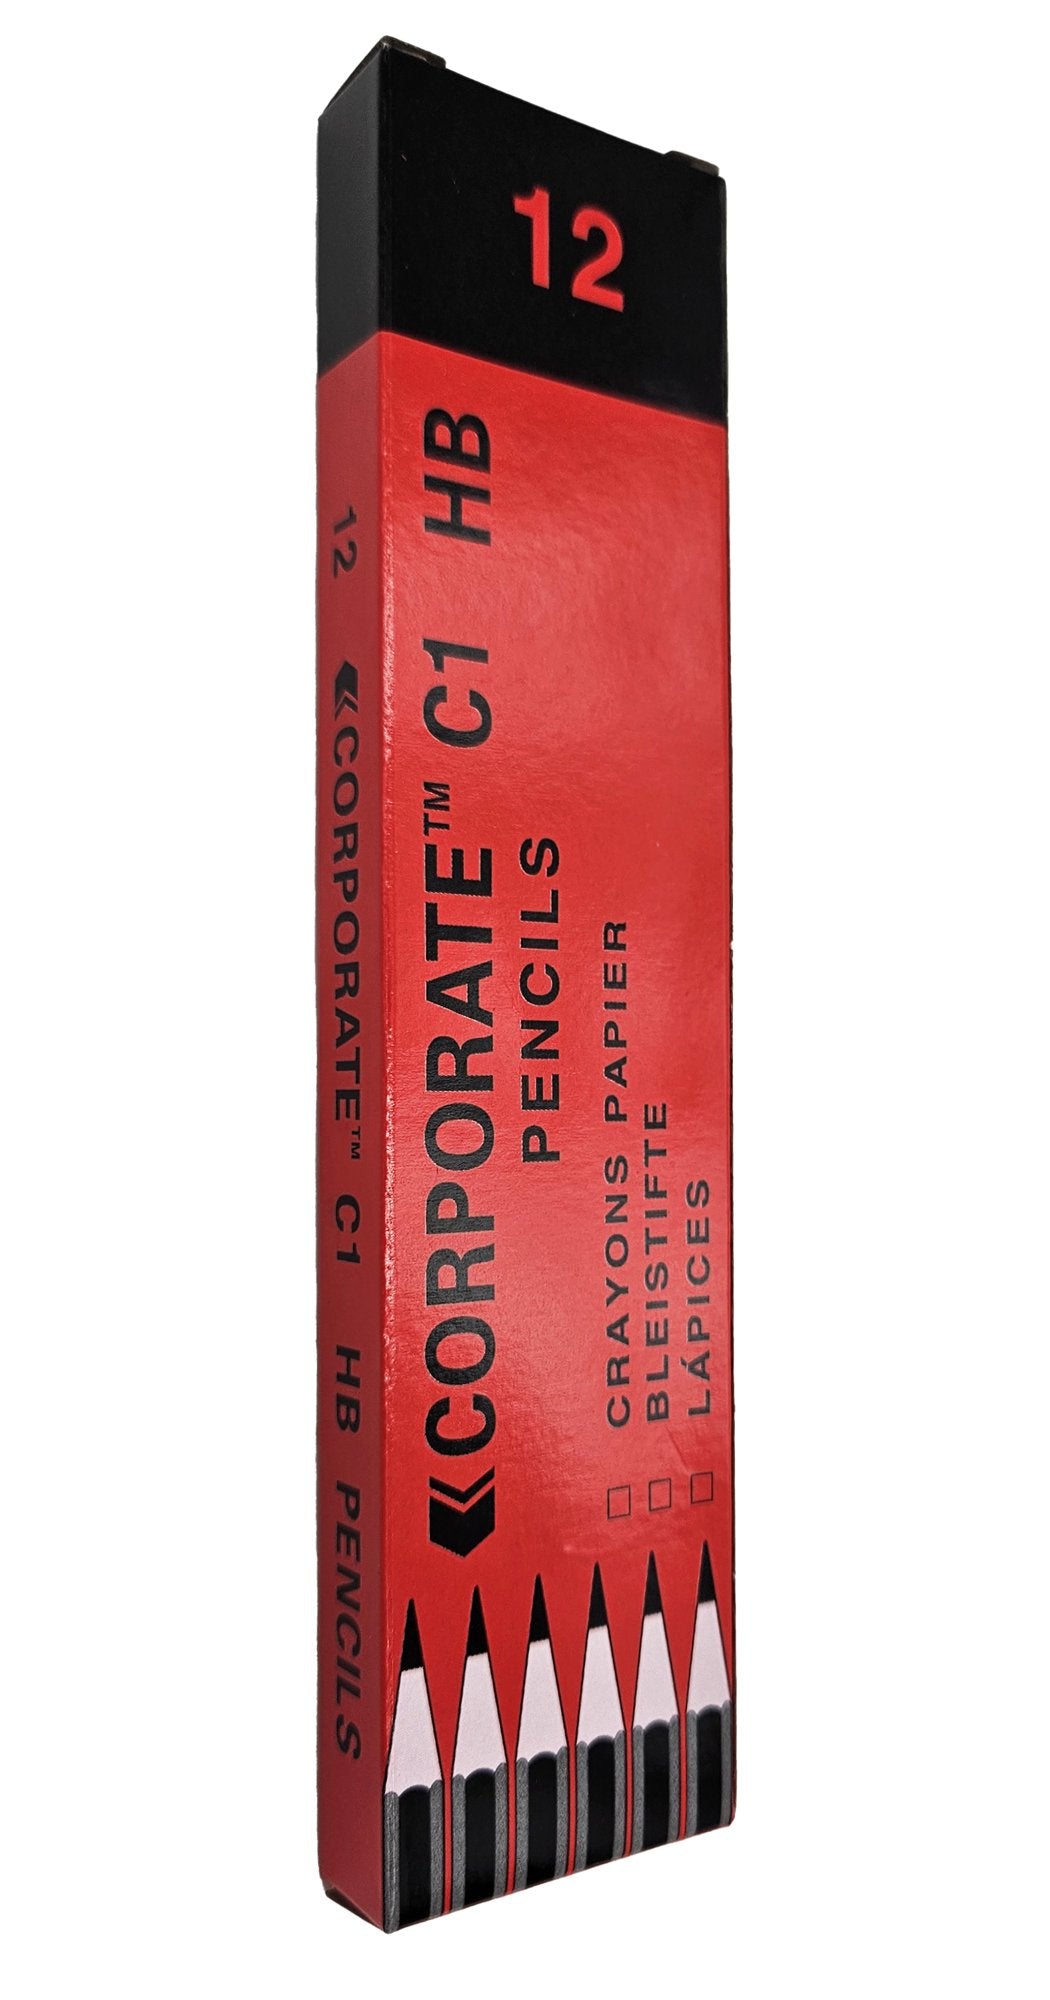 12
CORPORATE™ C1 HB
PENCILS
CRAYONS PAPIER
BLEISTIFTE
LÁPICES
12 CORPORATE™ C1 HB PENCILS